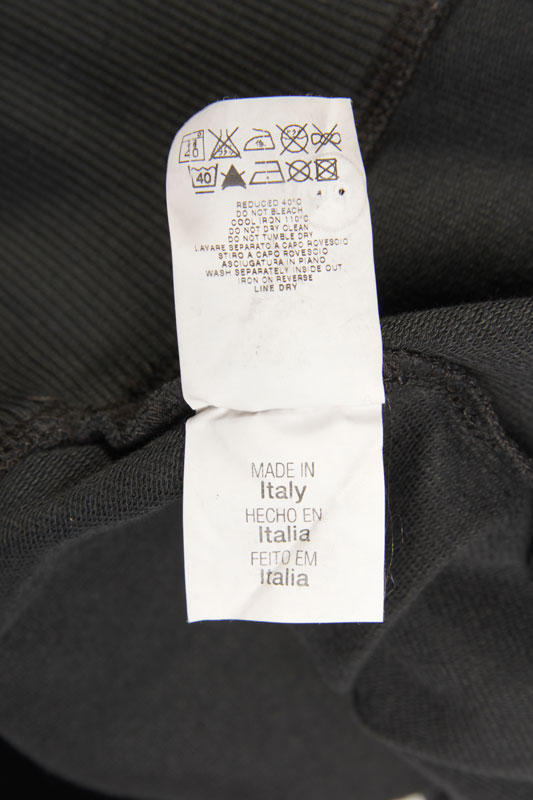 40
REDUCED 40°C
DO NOT BLEACH
COOL IRON 110°C
DO NOT DRY CLEAN
DO NOT TUMBLE DRY
LAVARE SEPARATO A CAPO ROVESCIO
STIRO A CAPO ROVESCIO
ASCIUGATURA IN PIANO
WASH SEPARATELY INSIDE OUT
IRON ON REVERSE
LINE DRY
MADE IN
Italy
HECHO EN
Italia
FEITO EM
Italia